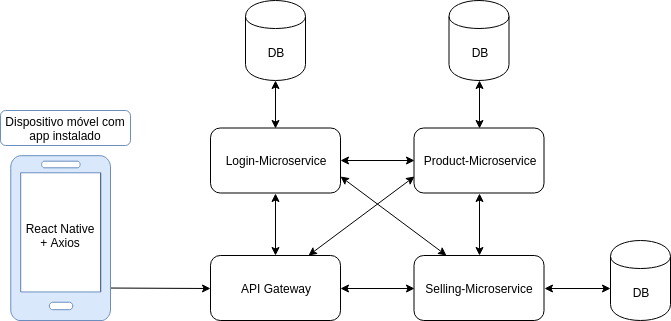 DB
DB
Dispositivo móvel com
app instalado
Login-Microservice
Product-Microservice
React Native
+ Axios
API Gateway
Selling-Microservice
DB